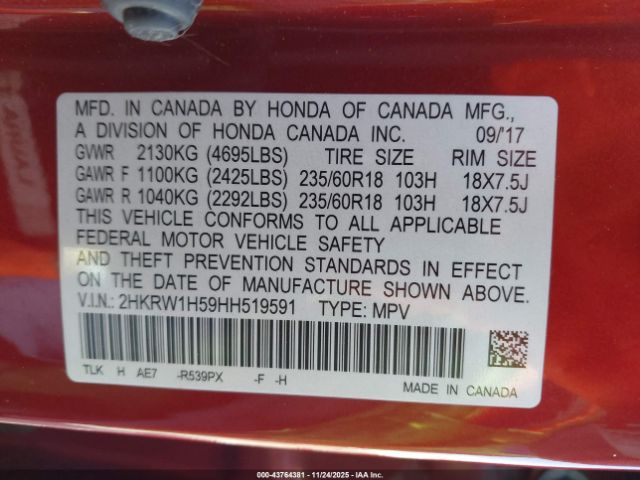 MFD. IN CANADA BY HONDA OF CANADA MFG.,
A DIVISION OF HONDA CANADA INC. 09/'17
GVWR 2130KG (4695LBS) TIRE SIZE RIM SIZE
GAWR F 1100KG (2425LBS) 235/60R18 103H 18X7.5J
GAWR R 1040KG (2292LBS) 235/60R18 103H 18X7.5J
THIS VEHICLE CONFORMS TO ALL APPLICABLE
FEDERAL MOTOR VEHICLE SAFETY
AND THEFT PREVENTION STANDARDS IN EFFECT
ON THE DATE OF MANUFACTURE SHOWN ABOVE.
V.I.N.: 2HKRW1H59HH519591 TYPE: MPV
TLK H AE7 -R539PX -F -H
MADE IN CANADA
000-43764381 - 11/24/2025 - IAA Inc.